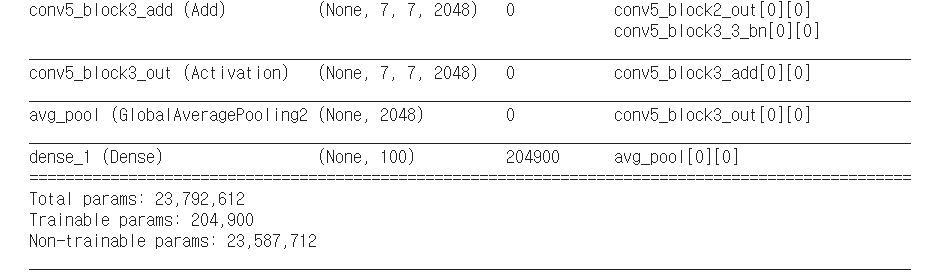 conv5_block3_add (Add) (None, 7, 7, 2048) 0 conv5_block2_out[0][0]
conv5_block3_3_bn[0][0]
conv5_block3_out (Activation) (None, 7, 7, 2048) 0 conv5_block3_add[0][0]
avg_pool (GlobalAveragePooling2 (None, 2048) 0 conv5_block3_out[0][0]
dense_1 (Dense) (None, 100) 204900 avg_pool[0][0]
Total params: 23,792,612
Trainable params: 204,900
Non-trainable params: 23,587,712